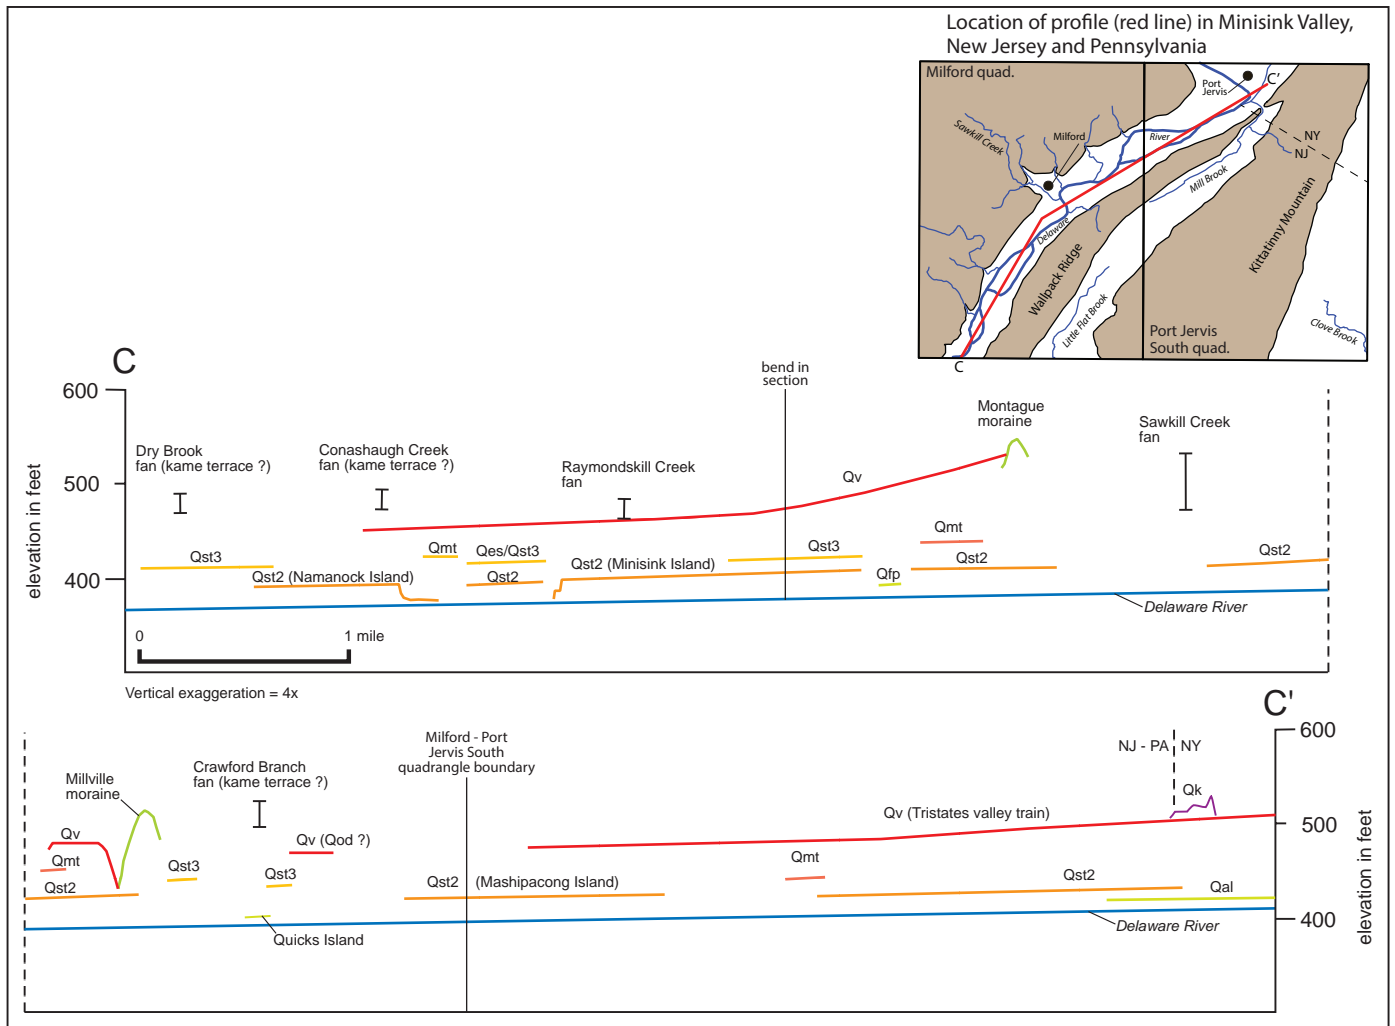 Location of profile (red line) in Minisink Valley,
New Jersey and Pennsylvania
Milford quad.
Port
Jervis
C'
Sawkill Creek
Milford
River
NY
NJ
Mill Brook
Delaware
Wallpack Ridge
Kittatinny Mountain
Little Flat Brook
Clove Brook
Port Jervis
South quad.
C
C
600
500
400
elevation in feet
bend in
section
Montague
moraine
Dry Brook
fan (kame terrace ?)
Conashaugh Creek
fan (kame terrace ?)
Raymondskill Creek
fan
Sawkill Creek
fan
Qv
Qst3
Qst2 (Namanock Island)
Qmt
Qes/Qst3
Qst2
Qst2 (Minisink Island)
Qst3
Qfp
Qmt
Qst2
Qst2
Delaware River
0
1 mile
Vertical exaggeration = 4x
C'
600
500
400
elevation in feet
Milford - Port
Jervis South
quadrangle boundary
NJ - PA
NY
Millville
moraine
Crawford Branch
fan (kame terrace ?)
Qv
Qmt
Qst2
Qst3
Qst3
Qv (Qod ?)
Quicks Island
Qst2
(Mashipacong Island)
Qv (Tristates valley train)
Qmt
Qst2
Qk
Qal
Delaware River